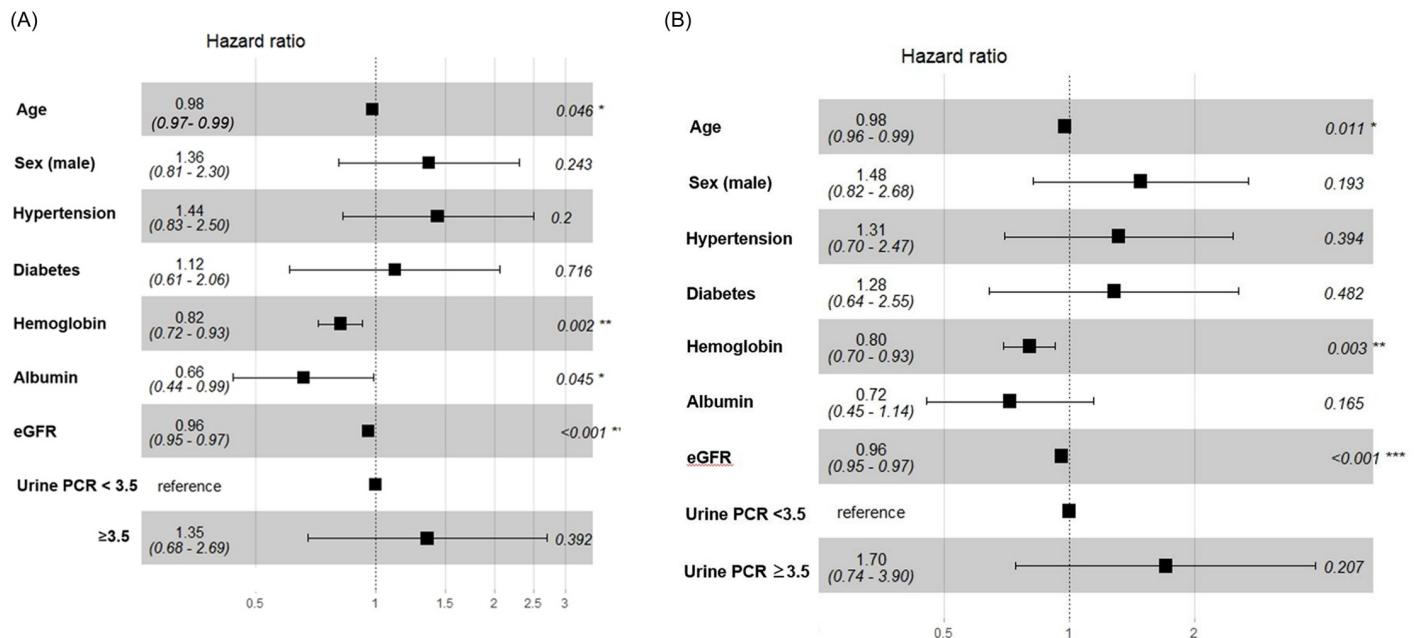 (A)
Hazard ratio
Age 0.98 0.046 *
(0.97- 0.99)
Sex (male) 1.36 0.243
(0.81 - 2.30)
Hypertension 1.44 0.2
(0.83 - 2.50)
Diabetes 1.12 0.716
(0.61 - 2.06)
Hemoglobin 0.82 0.002 **
(0.72 - 0.93)
Albumin 0.66 0.045 *
(0.44 - 0.99)
eGFR 0.96 <0.001 **
(0.95 - 0.97)
Urine PCR < 3.5 reference
≥3.5 1.35 0.392
(0.68 - 2.69)
0.5 1 1.5 2 2.5 3
(B)
Hazard ratio
Age 0.98 0.011 *
(0.96 - 0.99)
Sex (male) 1.48 0.193
(0.82 - 2.68)
Hypertension 1.31 0.394
(0.70 - 2.47)
Diabetes 1.28 0.482
(0.64 - 2.55)
Hemoglobin 0.80 0.003 **
(0.70 - 0.93)
Albumin 0.72 0.165
(0.45 - 1.14)
eGFR 0.96 <0.001 ***
(0.95 - 0.97)
Urine PCR <3.5 reference
Urine PCR ≥3.5 1.70 0.207
(0.74 - 3.90)
0.5 1 2